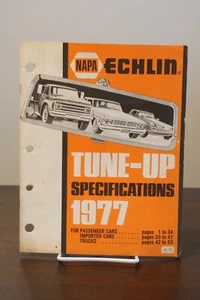 NAPA ECHLIN®
TUNE-UP
SPECIFICATIONS
1977
FOR PASSENGER CARS ........ pages 1 to 34
IMPORTED CARS ........ pages 35 to 41
TRUCKS ........ pages 42 to 53